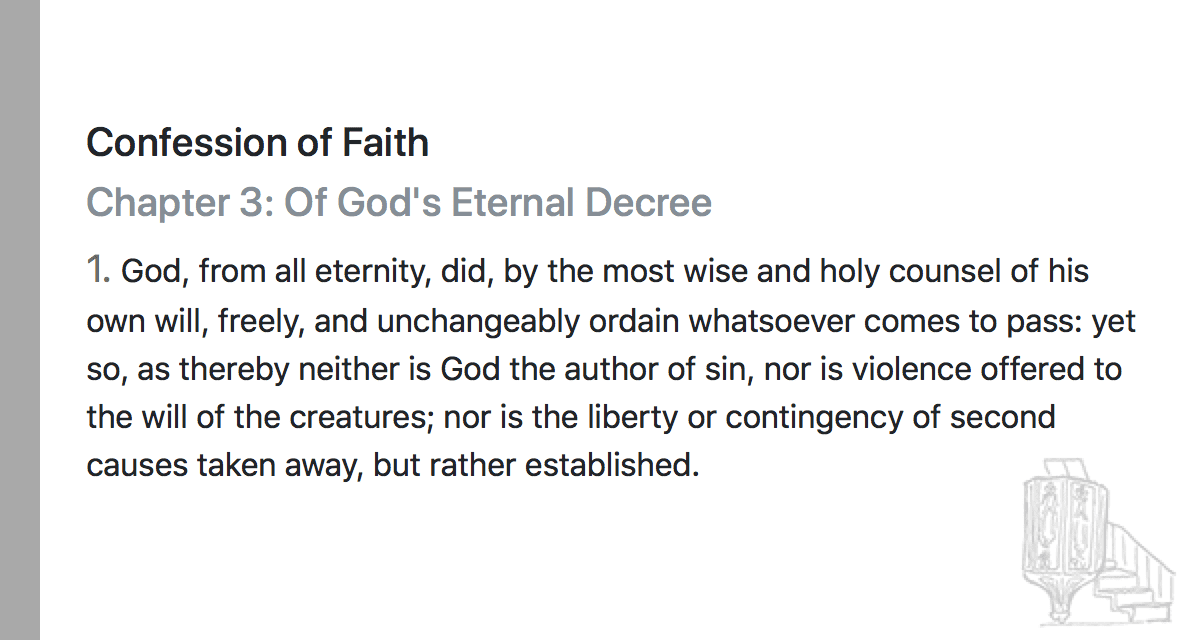 Confession of Faith
Chapter 3: Of God's Eternal Decree
1. God, from all eternity, did, by the most wise and holy counsel of his
own will, freely, and unchangeably ordain whatsoever comes to pass: yet
so, as thereby neither is God the author of sin, nor is violence offered to
the will of the creatures; nor is the liberty or contingency of second
causes taken away, but rather established.